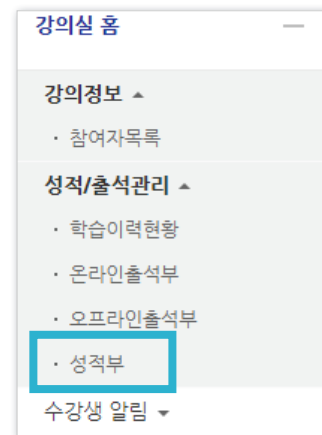 강의실 홈
강의정보 ▲
· 참여자목록
성적/출석관리 ▲
· 학습이력현황
· 온라인출석부
· 오프라인출석부
· 성적부
수강생 알림 ▼